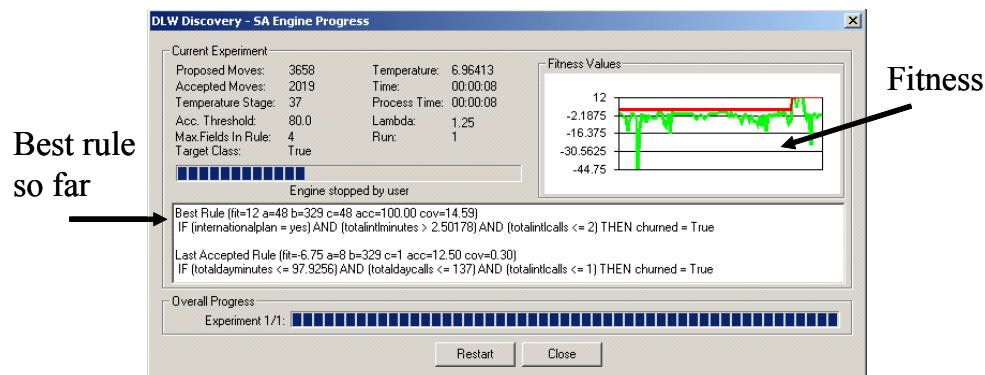 DLW Discovery - SA Engine Progress
Current Experiment
Proposed Moves: 3658 Temperature: 6.96413
Accepted Moves: 2019 Time: 00:00:08
Temperature Stage: 37 Process Time: 00:00:08
Acc. Threshold: 80.0 Lambda: 1.25
Max.Fields In Rule: 4 Run: 1
Target Class: True
Engine stopped by user
Fitness Values
12
-2.1875
-16.375
-30.5625
-44.75
Fitness
Best rule
so far
Best Rule (fit=12 a=48 b=329 c=48 acc=100.00 cov=14.59)
IF (internationalplan = yes) AND (totalintlminutes > 2.50178) AND (totalintlcalls <= 2) THEN churned = True
Last Accepted Rule (fit=-6.75 a=8 b=329 c=1 acc=12.50 cov=0.30)
IF (totaldayminutes <= 97.9256) AND (totaldaycalls <= 137) AND (totalintlcalls <= 1) THEN churned = True
Overall Progress
Experiment 1/1:
Restart Close